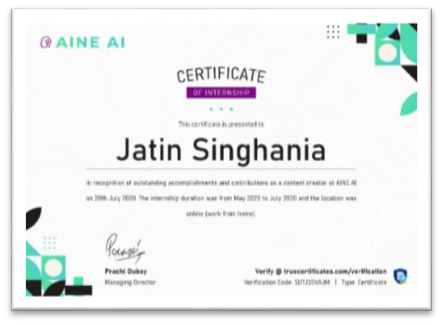 AINE AI
CERTIFICATE
OF INTERNSHIP
This certificate is presented to
Jatin Singhania
in recognition of outstanding accomplishments and contributions as a content creator at AINE AI
on 20th July 2020. The internship duration was from May 2020 to July 2020 and the location was
online (work from home).
Prachi
Prachi Dubey
Managing Director
Verify @ truecertificates.com/verification
Verification Code: | Type: Certificate